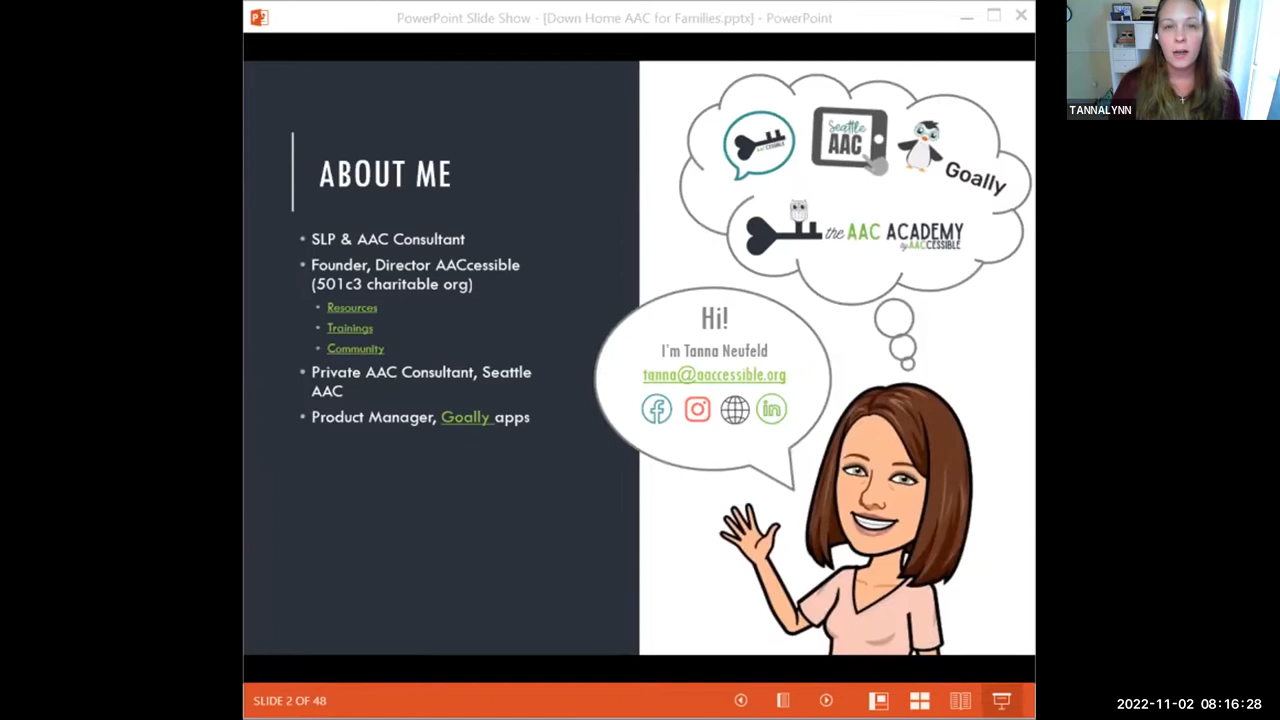 PowerPoint Slide Show - [Down Home AAC for Families.pptx] - PowerPoint
TANNALYNN
ABOUT ME
• SLP & AAC Consultant
• Founder, Director AACcessible
(501c3 charitable org)
• Resources
• Trainings
• Community
• Private AAC Consultant, Seattle
AAC
• Product Manager, Goally apps
Seattle
AAC
Goally
the AAC ACADEMY
by AACCESSIBLE
Hi!
I'm Tanna Neufeld
tanna@aaccessible.org
SLIDE 2 OF 48
2022-11-02 08:16:28